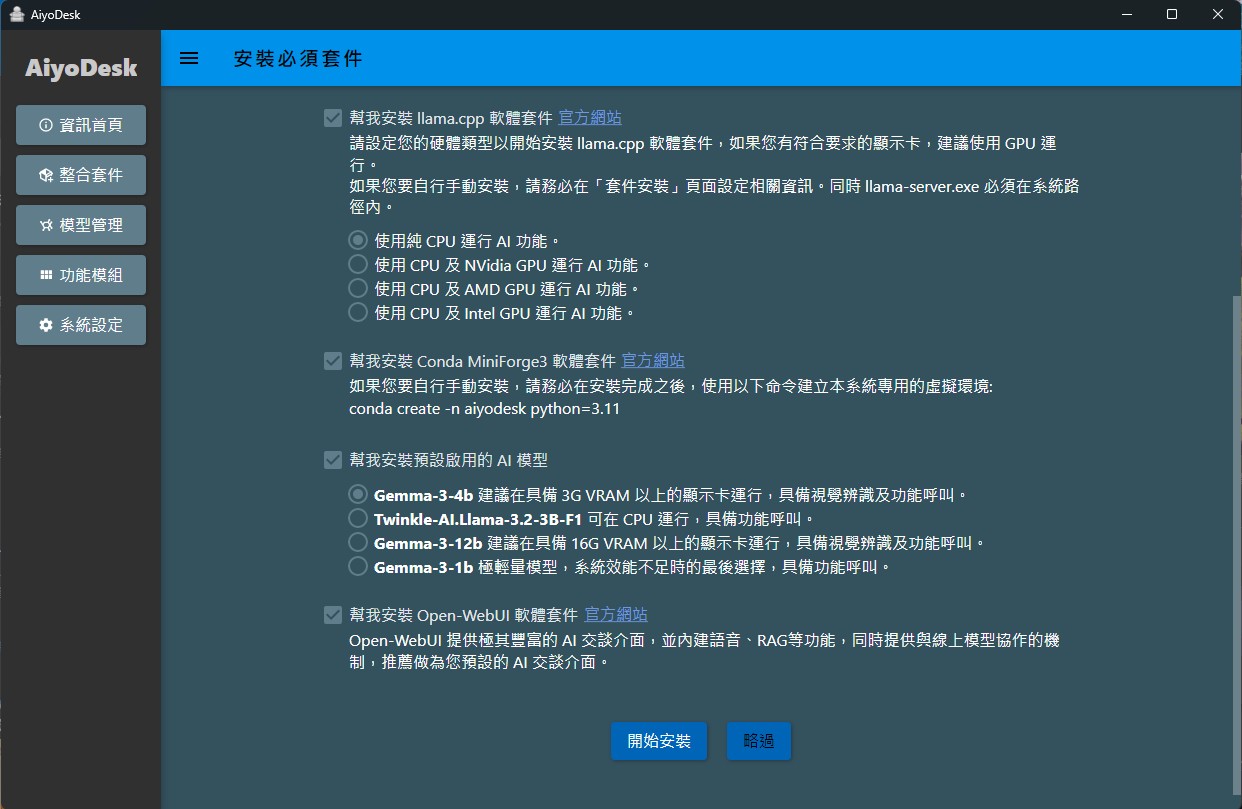 AiyoDesk
AiyoDesk
資訊首頁
整合套件
模型管理
功能模組
系統設定
安裝必須套件
幫我安裝 llama.cpp 軟體套件 官方網站
請設定您的硬體類型以開始安裝 llama.cpp 軟體套件，如果您有符合要求的顯示卡，建議使用 GPU 運
行。
如果您要自行手動安裝，請務必在「套件安裝」頁面設定相關資訊。同時 llama-server.exe 必須在系統路
徑內。
使用純 CPU 運行 AI 功能。
使用 CPU 及 NVidia GPU 運行 AI 功能。
使用 CPU 及 AMD GPU 運行 AI 功能。
使用 CPU 及 Intel GPU 運行 AI 功能。
幫我安裝 Conda MiniForge3 軟體套件 官方網站
如果您要自行手動安裝，請務必在安裝完成之後，使用以下命令建立本系統專用的虛擬環境:
conda create -n aiyodesk python=3.11
幫我安裝預設啟用的 AI 模型
Gemma-3-4b 建議在具備 3G VRAM 以上的顯示卡運行，具備視覺辨識及功能呼叫。
Twinkle-AI.Llama-3.2-3B-F1 可在 CPU 運行，具備功能呼叫。
Gemma-3-12b 建議在具備 16G VRAM 以上的顯示卡運行，具備視覺辨識及功能呼叫。
Gemma-3-1b 極輕量模型，系統效能不足時的最後選擇，具備功能呼叫。
幫我安裝 Open-WebUI 軟體套件 官方網站
Open-WebUI 提供極其豐富的 AI 交談介面，並內建語音、RAG等功能，同時提供與線上模型協作的機
制，推薦做為您預設的 AI 交談介面。
開始安裝
略過